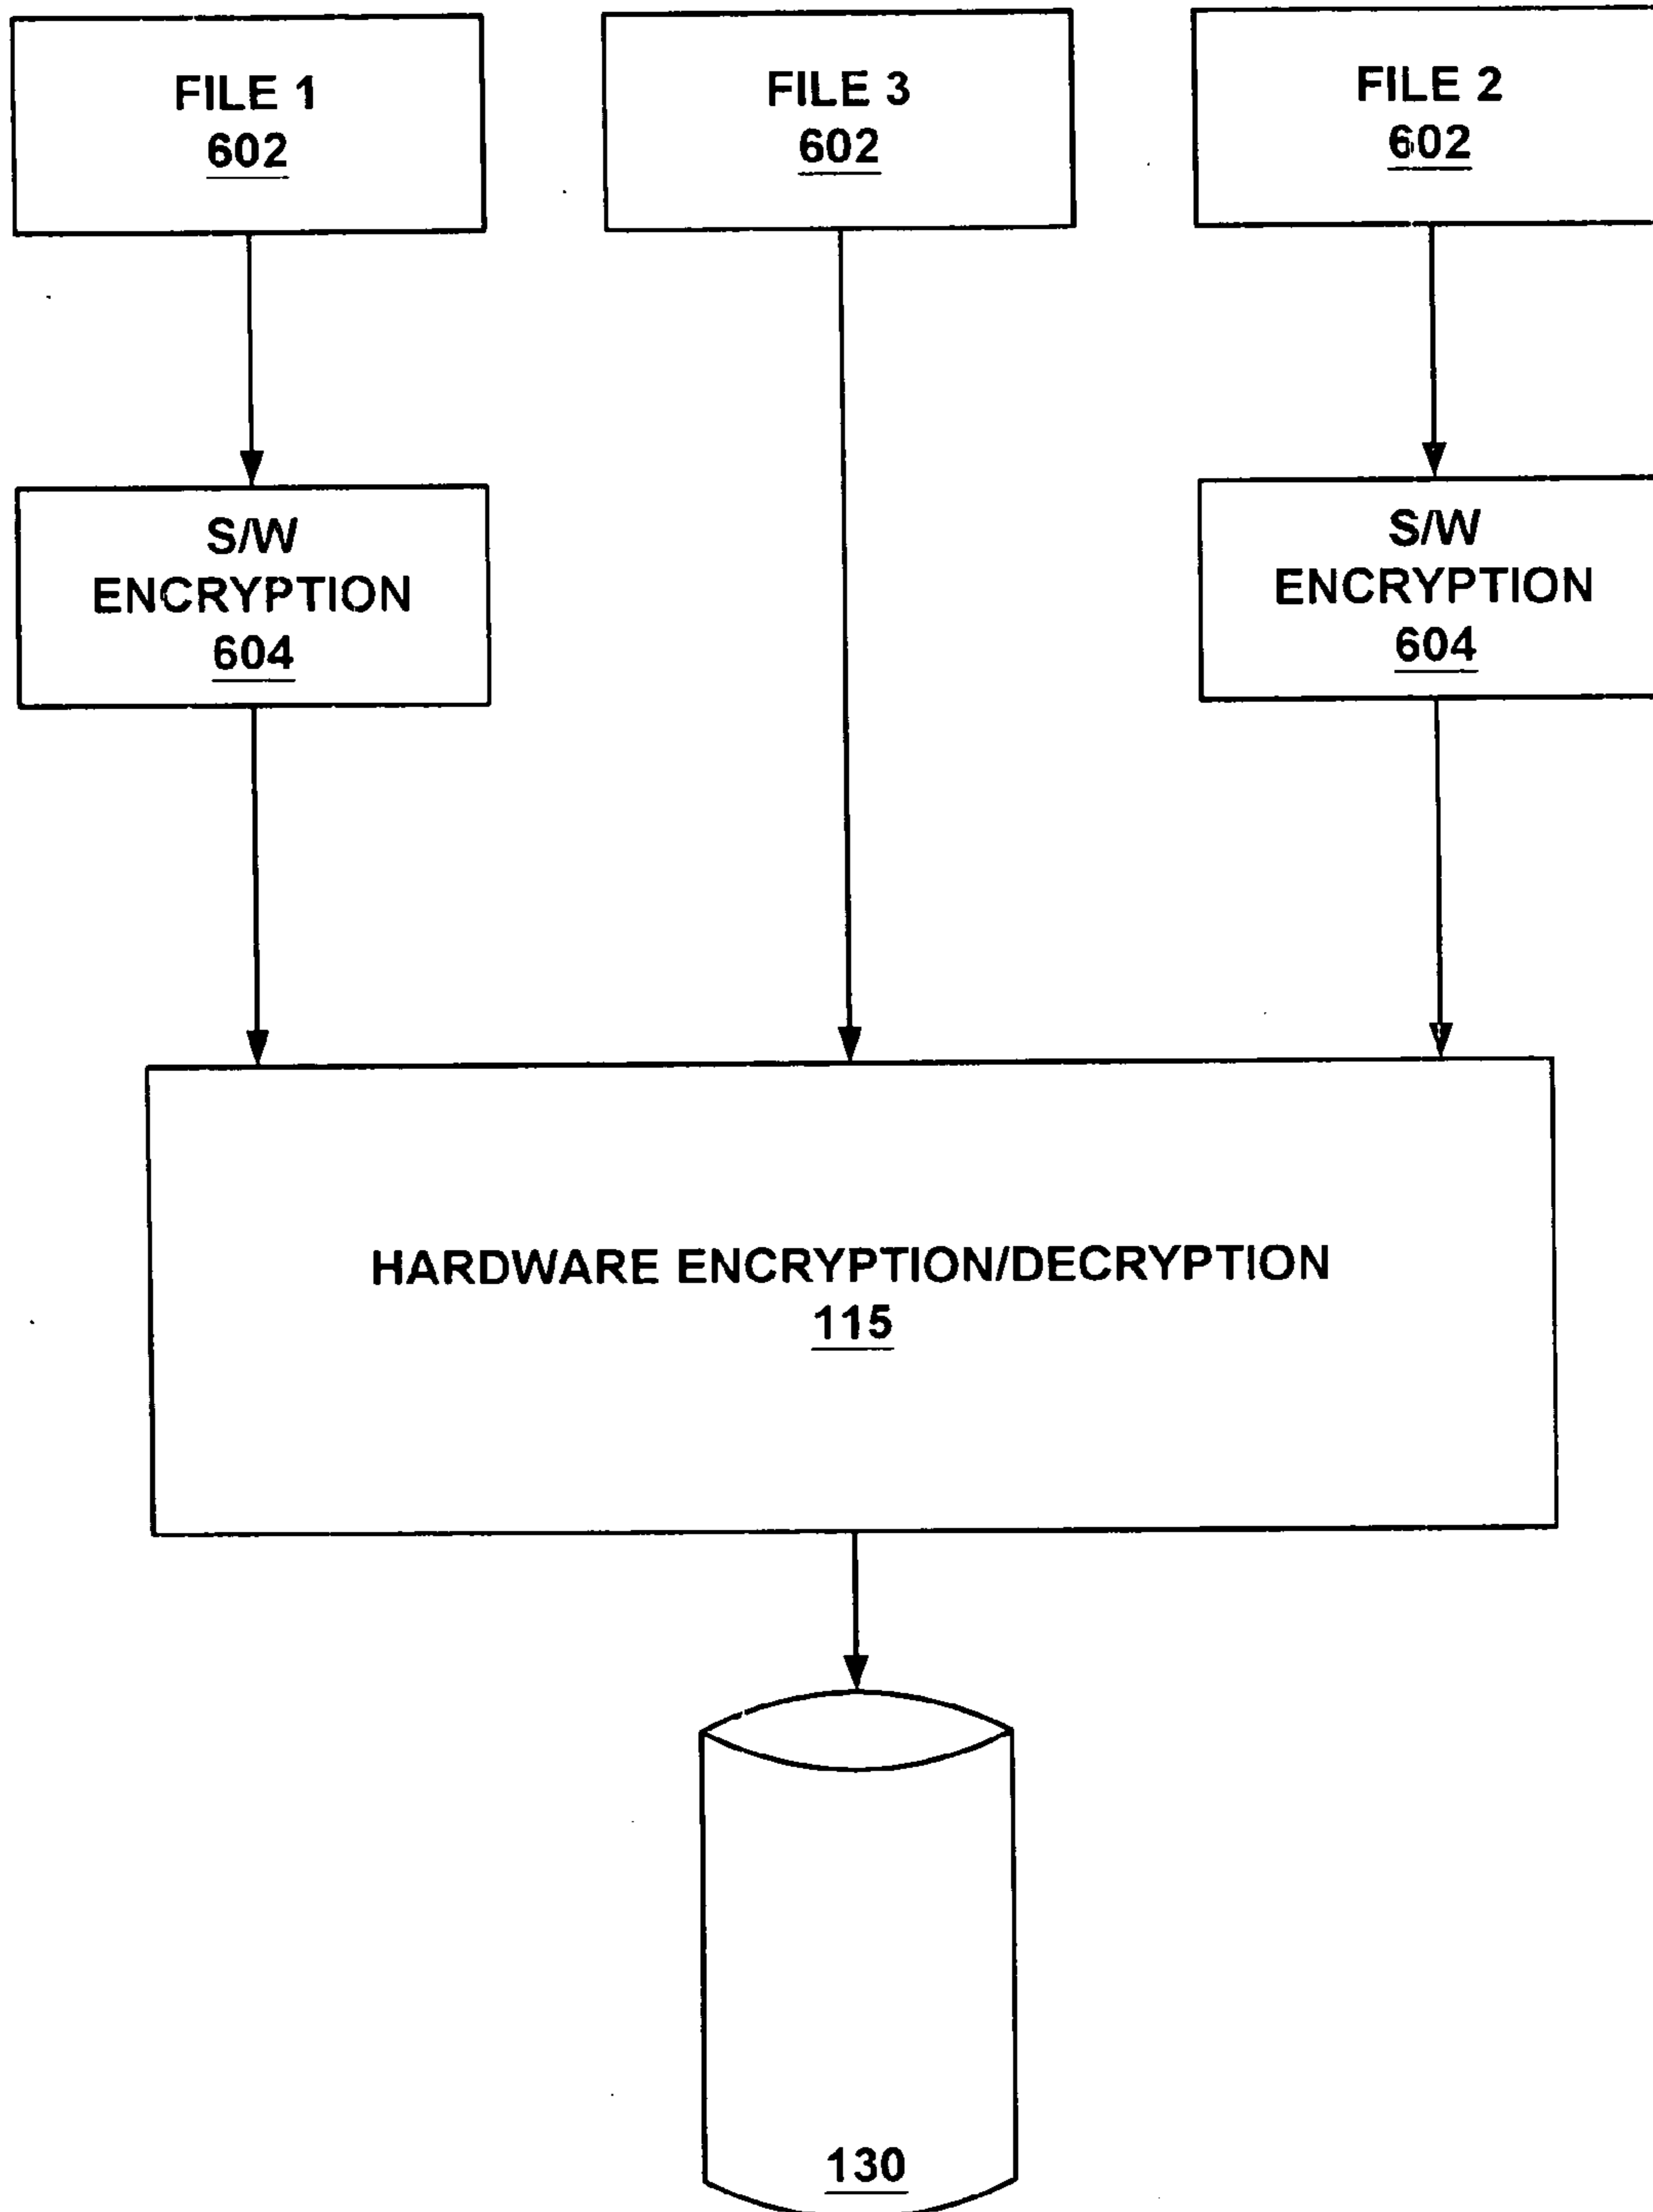 FILE 1
602
FILE 3
602
FILE 2
602
S/W
ENCRYPTION
604
S/W
ENCRYPTION
604
HARDWARE ENCRYPTION/DECRYPTION
115
130